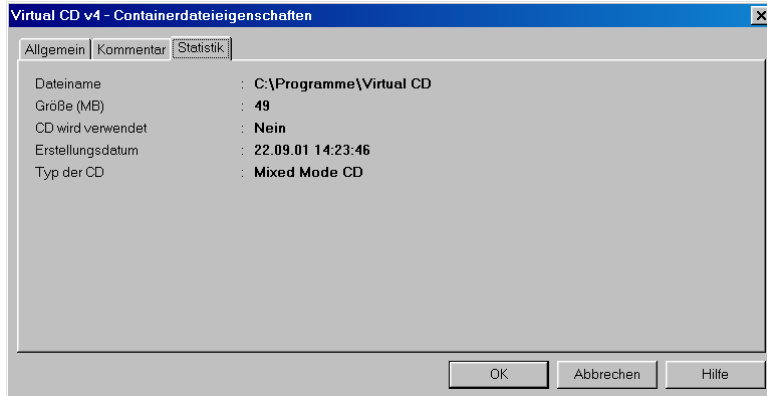 Virtual CD v4 - Containerdateieigenschaften
Allgemein Kommentar Statistik
Dateiname : C:\Programme\Virtual CD
Größe (MB) : 49
CD wird verwendet : Nein
Erstellungsdatum : 22.09.01 14:23:46
Typ der CD : Mixed Mode CD
OK Abbrechen Hilfe